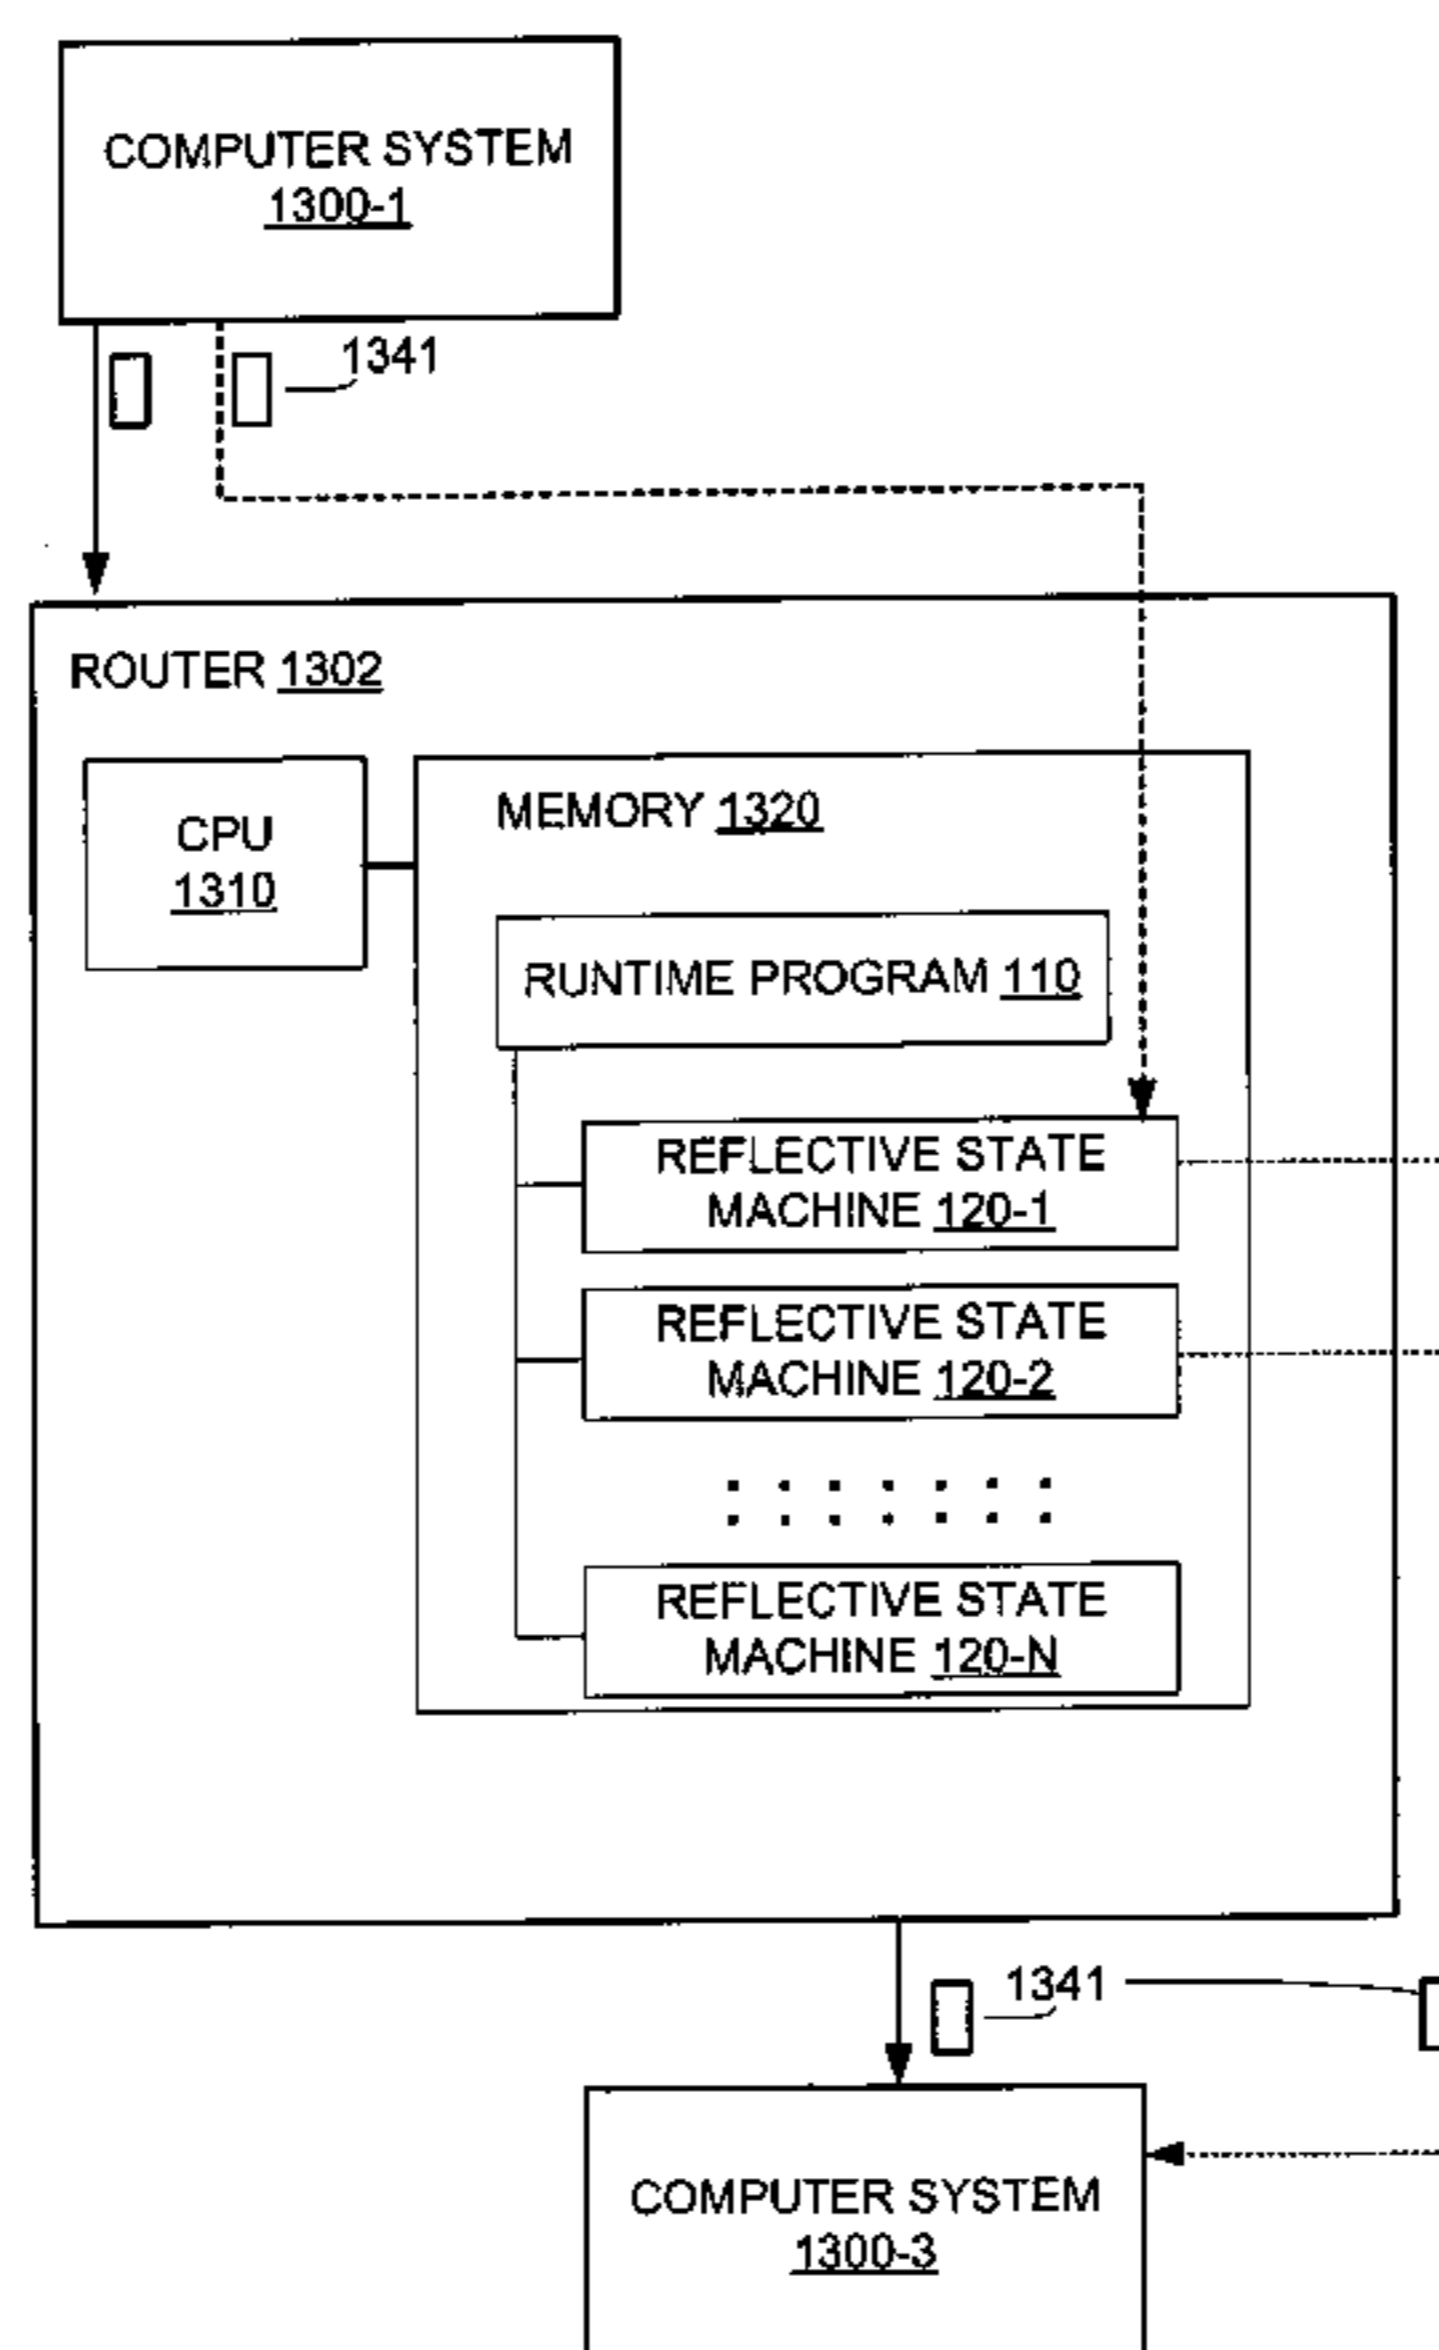 COMPUTER SYSTEM
1300-1
1341
ROUTER 1302
CPU
1310
MEMORY 1320
RUNTIME PROGRAM 110
REFLECTIVE STATE
MACHINE 120-1
REFLECTIVE STATE
MACHINE 120-2
REFLECTIVE STATE
MACHINE 120-N
1341
COMPUTER SYSTEM
1300-3